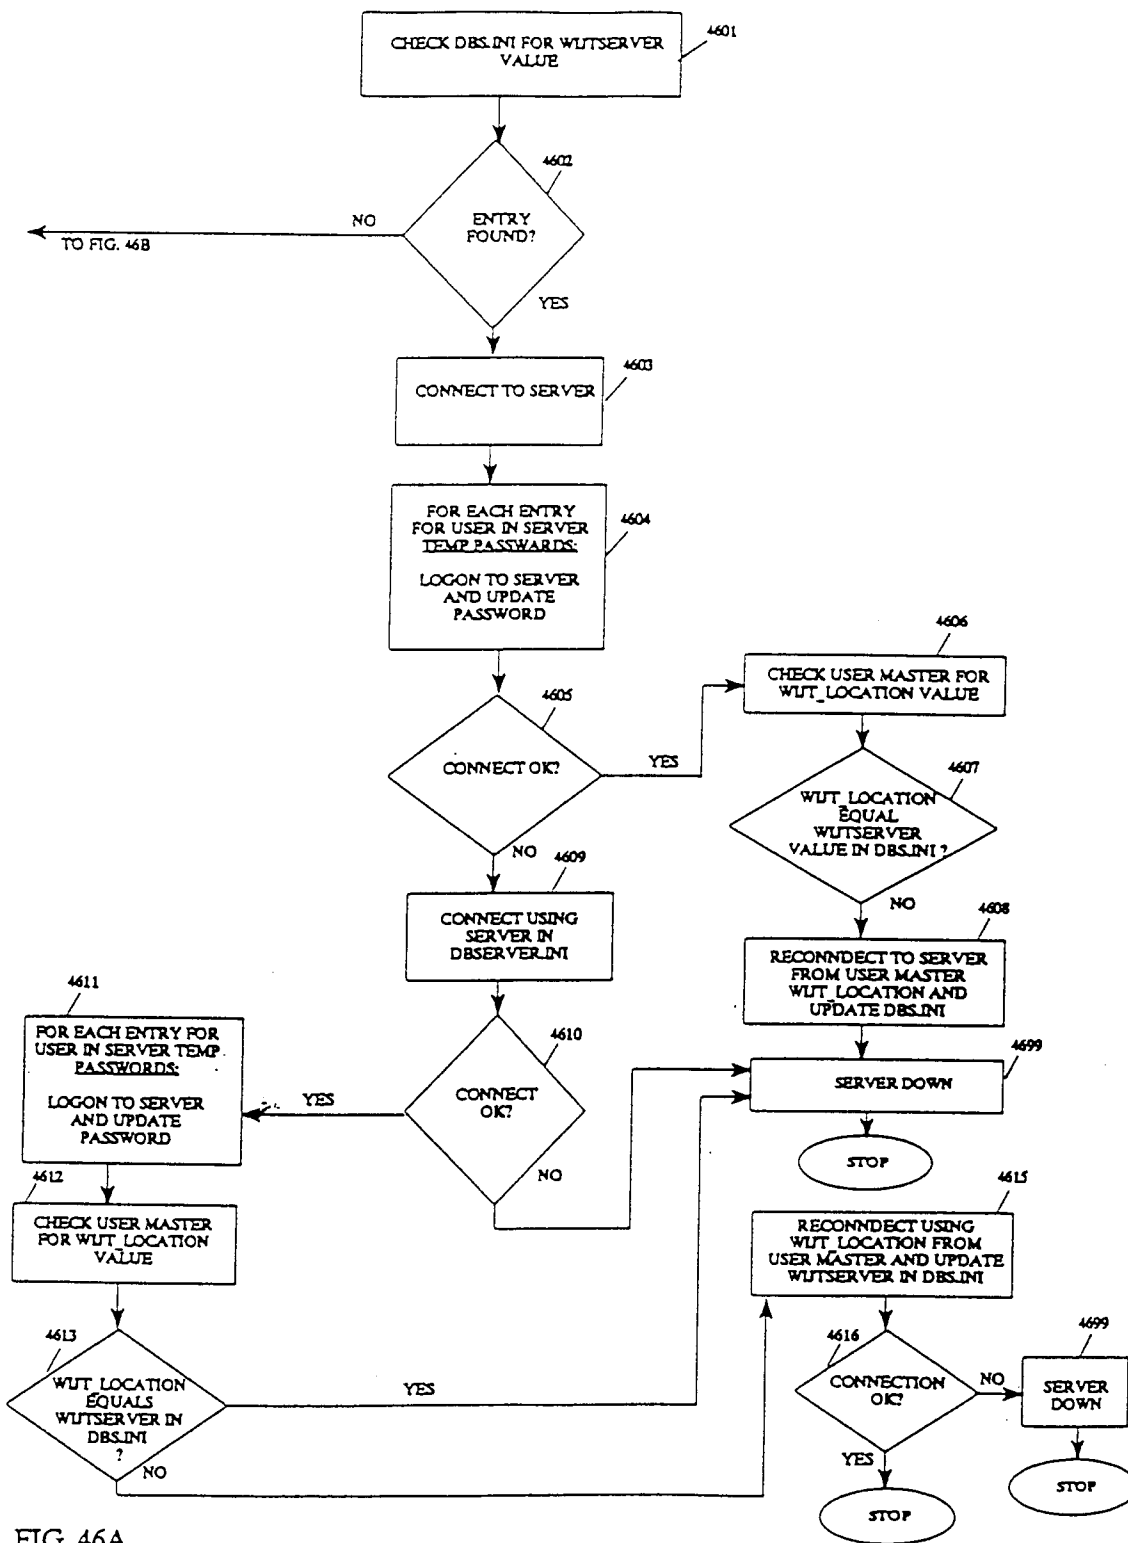 CHECK DBS.INI FOR WUTSERVER
VALUE
4601
4602
ENTRY
FOUND?
NO
TO FIG. 46B
YES
4603
CONNECT TO SERVER
4604
FOR EACH ENTRY
FOR USER IN SERVER
TEMP PASSWARDS:
LOGON TO SERVER
AND UPDATE
PASSWORD
4605
CONNECT OK?
YES
NO
4606
CHECK USER MASTER FOR
WUT_LOCATION VALUE
4607
WUT_LOCATION
EQUAL
WUTSERVER
VALUE IN DBS.INI ?
NO
4608
RECONNDECT TO SERVER
FROM USER MASTER
WUT_LOCATION AND
UPDATE DBS.INI
4609
CONNECT USING
SERVER IN
DBSERVER.INI
4610
CONNECT
OK?
YES
NO
4699
SERVER DOWN
STOP
4611
FOR EACH ENTRY FOR
USER IN SERVER TEMP
PASSWORDS:
LOGON TO SERVER
AND UPDATE
PASSWORD
4612
CHECK USER MASTER
FOR WUT_LOCATION
VALUE
4613
WUT_LOCATION
EQUALS
WUTSERVER IN
DBS.INI
?
YES
NO
4615
RECONNDECT USING
WUT_LOCATION FROM
USER MASTER AND UPDATE
WUTSERVER IN DBS.INI
4616
CONNECTION
OK?
NO
YES
4699
SERVER
DOWN
STOP
STOP
FIG. 46A